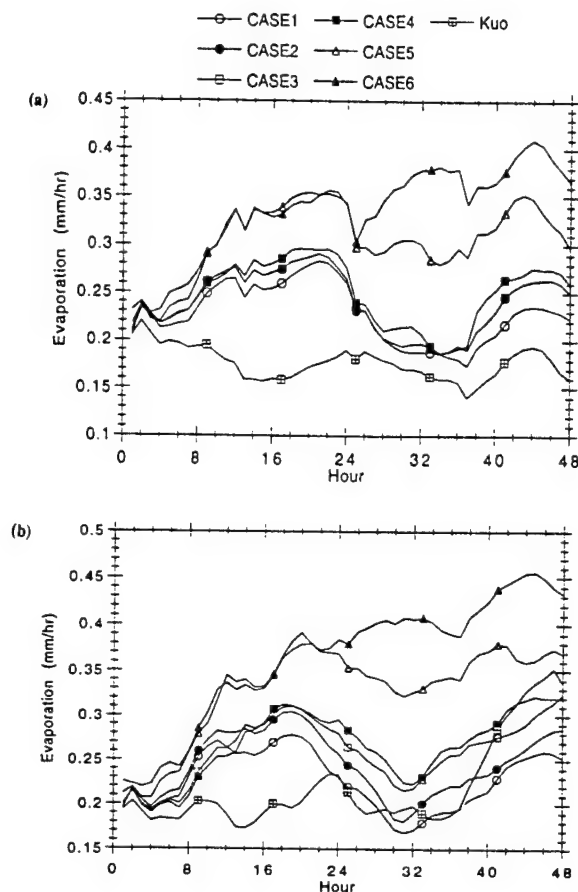 CASE1 CASE4 Kuo
CASE2 CASE5
CASE3 CASE6
(a)
0.45
0.4
0.35
0.3
0.25
0.2
0.15
0.1
Evaporation (mm/hr)
0 8 16 24 32 40 48
Hour
(b)
0.5
0.45
0.4
0.35
0.3
0.25
0.2
0.15
Evaporation (mm/hr)
0 8 16 24 32 40 48
Hour